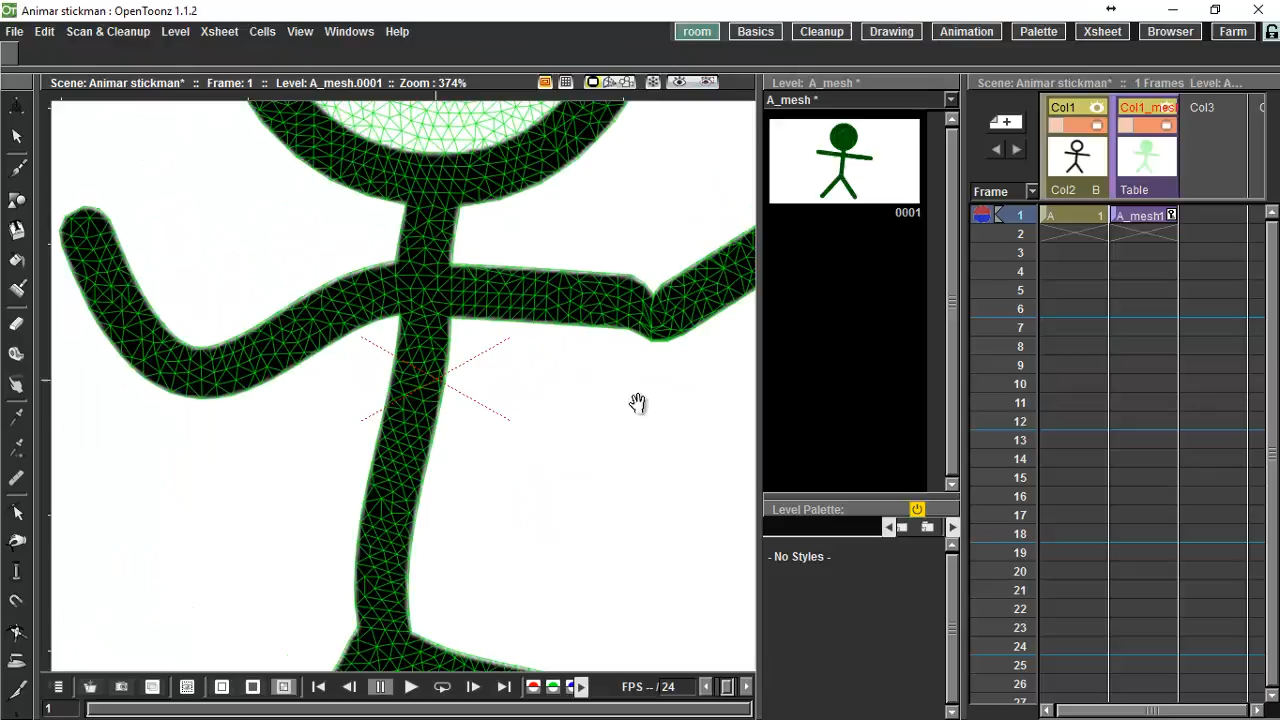 Animar stickman : OpenToonz 1.1.2
File Edit Scan & Cleanup Level Xsheet Cells View Windows Help
room Basics Cleanup Drawing Animation Palette Xsheet Browser Farm
Scene: Animar stickman* :: Frame: 1 :: Level: A_mesh.0001 :: Zoom : 374%
Level: A_mesh *
A_mesh *
0001
Level Palette:
- No Styles -
Scene: Animar stickman* :: 1 Frames Level: A...
Col1 Col1_mesh Col3
Col2 B Table
Frame
1 A 1 A_mesh1
2
3
4
5
6
7
8
9
10
11
12
13
14
15
16
17
18
19
20
21
22
23
24
25
26
27
FPS -- / 24
1